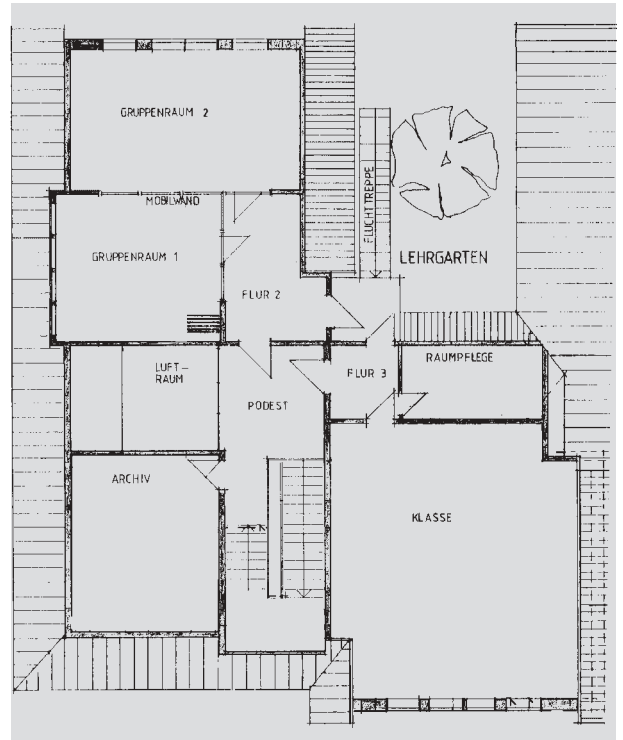 GRUPPENRAUM 2
MOBILWAND
GRUPPENRAUM 1
FLUCHTTREPPE
LEHRGARTEN
FLUR 2
LUFT-
RAUM
PODEST
FLUR 3
RAUMPFLEGE
ARCHIV
KLASSE